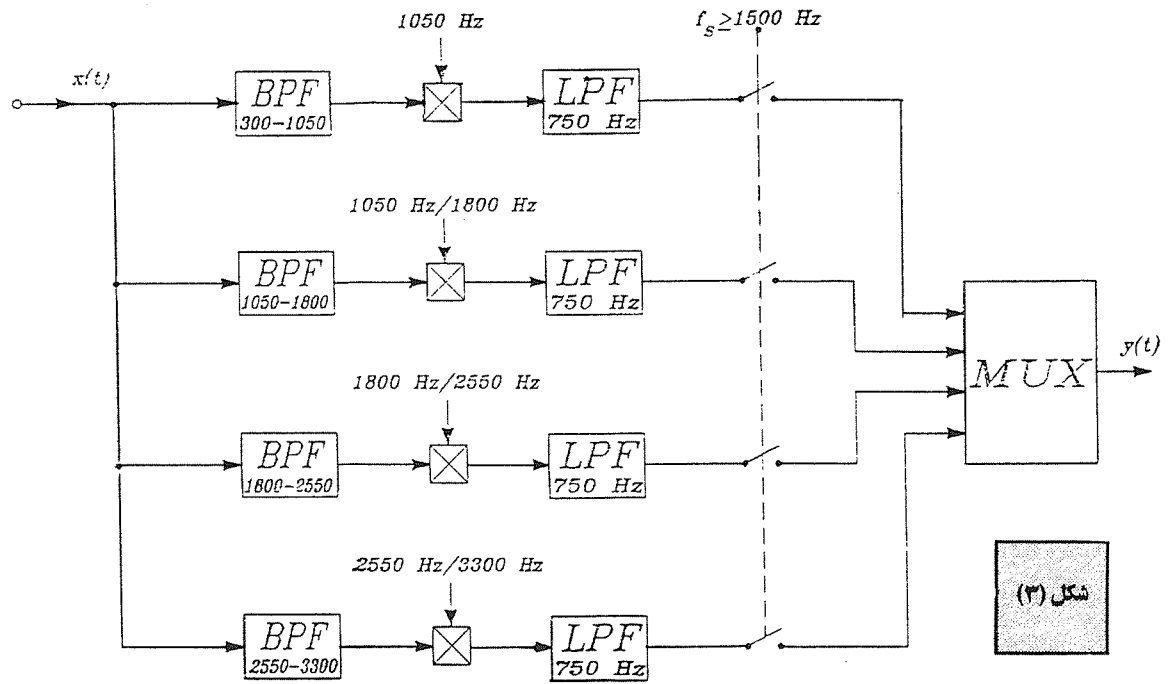 1050 Hz
f_s ≥1500 Hz
x(t)
BPF
300-1050
LPF
750 Hz
1050 Hz/1800 Hz
BPF
1050-1800
LPF
750 Hz
1800 Hz/2550 Hz
BPF
1800-2550
LPF
750 Hz
2550 Hz/3300 Hz
BPF
2550-3300
LPF
750 Hz
MUX
y(t)
شكل (٣)